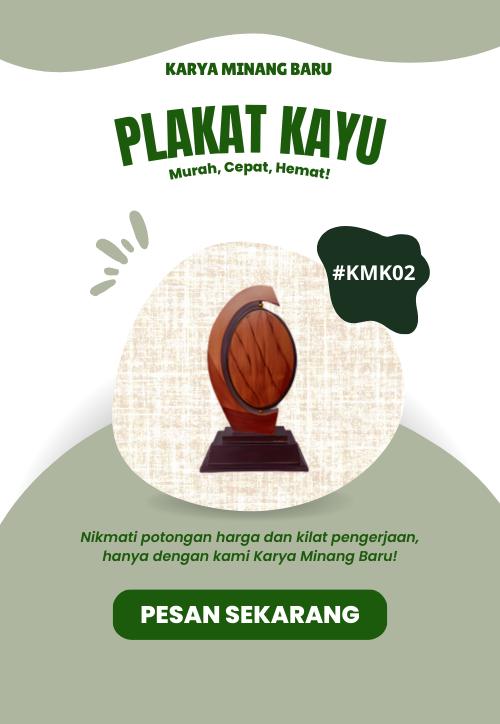 KARYA MINANG BARU
PLAKAT KAYU
Murah, Cepat, Hemat!
#KMK02
Nikmati potongan harga dan kilat pengerjaan,
hanya dengan kami Karya Minang Baru!
PESAN SEKARANG